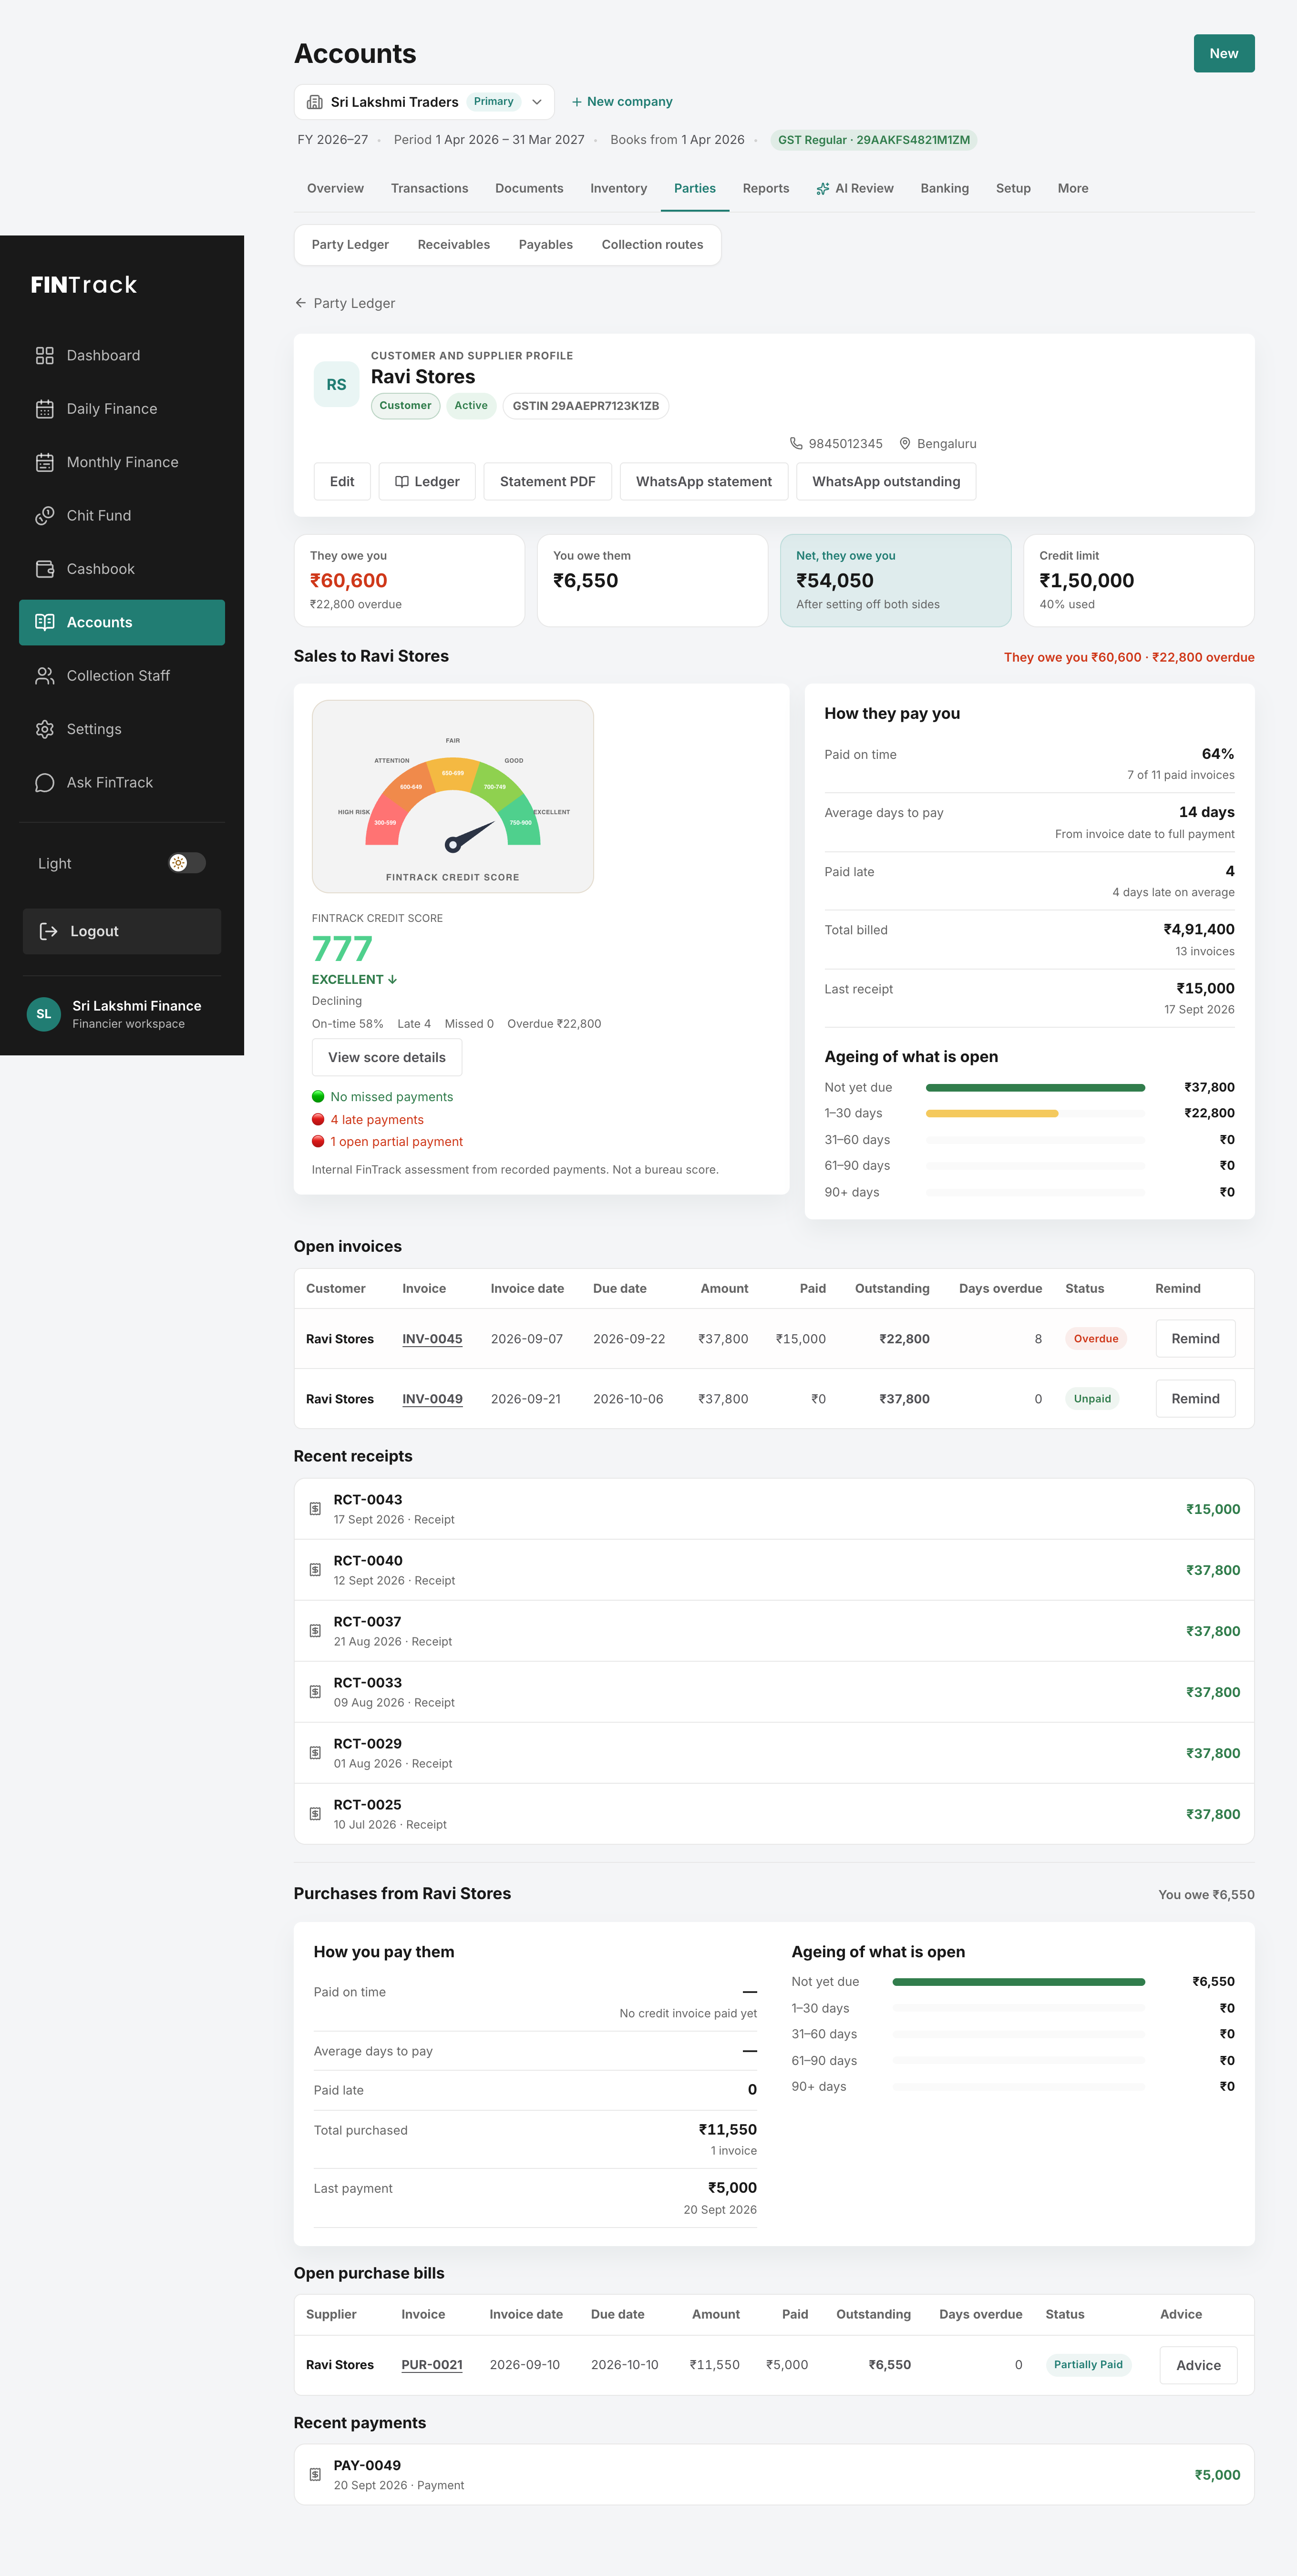 Accounts
New
Sri Lakshmi Traders Primary
+ New company
FY 2026–27 • Period 1 Apr 2026 – 31 Mar 2027 • Books from 1 Apr 2026 • GST Regular · 29AAKFS4821M1ZM
Overview Transactions Documents Inventory Parties Reports AI Review Banking Setup More
Party Ledger Receivables Payables Collection routes
FINTrack
Dashboard
Daily Finance
Monthly Finance
Chit Fund
Cashbook
Accounts
Collection Staff
Settings
Ask FinTrack
Light
Logout
SL
Sri Lakshmi Finance
Financier workspace
← Party Ledger
RS
CUSTOMER AND SUPPLIER PROFILE
Ravi Stores
Customer Active GSTIN 29AAEPR7123K1ZB
9845012345 Bengaluru
Edit Ledger Statement PDF WhatsApp statement WhatsApp outstanding
They owe you
₹60,600
₹22,800 overdue
You owe them
₹6,550
Net, they owe you
₹54,050
After setting off both sides
Credit limit
₹1,50,000
40% used
Sales to Ravi Stores
They owe you ₹60,600 · ₹22,800 overdue
FAIR
ATTENTION GOOD
650-699
600-649 700-749
HIGH RISK EXCELLENT
300-599 750-900
FINTRACK CREDIT SCORE
FINTRACK CREDIT SCORE
777
EXCELLENT ↓
Declining
On-time 58% Late 4 Missed 0 Overdue ₹22,800
View score details
No missed payments
4 late payments
1 open partial payment
Internal FinTrack assessment from recorded payments. Not a bureau score.
How they pay you
Paid on time 64%
7 of 11 paid invoices
Average days to pay 14 days
From invoice date to full payment
Paid late 4
4 days late on average
Total billed ₹4,91,400
13 invoices
Last receipt ₹15,000
17 Sept 2026
Ageing of what is open
Not yet due ₹37,800
1–30 days ₹22,800
31–60 days ₹0
61–90 days ₹0
90+ days ₹0
Open invoices
Customer Invoice Invoice date Due date Amount Paid Outstanding Days overdue Status Remind
Ravi Stores INV-0045 2026-09-07 2026-09-22 ₹37,800 ₹15,000 ₹22,800 8 Overdue Remind
Ravi Stores INV-0049 2026-09-21 2026-10-06 ₹37,800 ₹0 ₹37,800 0 Unpaid Remind
Recent receipts
RCT-0043
17 Sept 2026 · Receipt
₹15,000
RCT-0040
12 Sept 2026 · Receipt
₹37,800
RCT-0037
21 Aug 2026 · Receipt
₹37,800
RCT-0033
09 Aug 2026 · Receipt
₹37,800
RCT-0029
01 Aug 2026 · Receipt
₹37,800
RCT-0025
10 Jul 2026 · Receipt
₹37,800
Purchases from Ravi Stores
You owe ₹6,550
How you pay them
Paid on time —
No credit invoice paid yet
Average days to pay —
Paid late 0
Total purchased ₹11,550
1 invoice
Last payment ₹5,000
20 Sept 2026
Ageing of what is open
Not yet due ₹6,550
1–30 days ₹0
31–60 days ₹0
61–90 days ₹0
90+ days ₹0
Open purchase bills
Supplier Invoice Invoice date Due date Amount Paid Outstanding Days overdue Status Advice
Ravi Stores PUR-0021 2026-09-10 2026-10-10 ₹11,550 ₹5,000 ₹6,550 0 Partially Paid Advice
Recent payments
PAY-0049
20 Sept 2026 · Payment
₹5,000